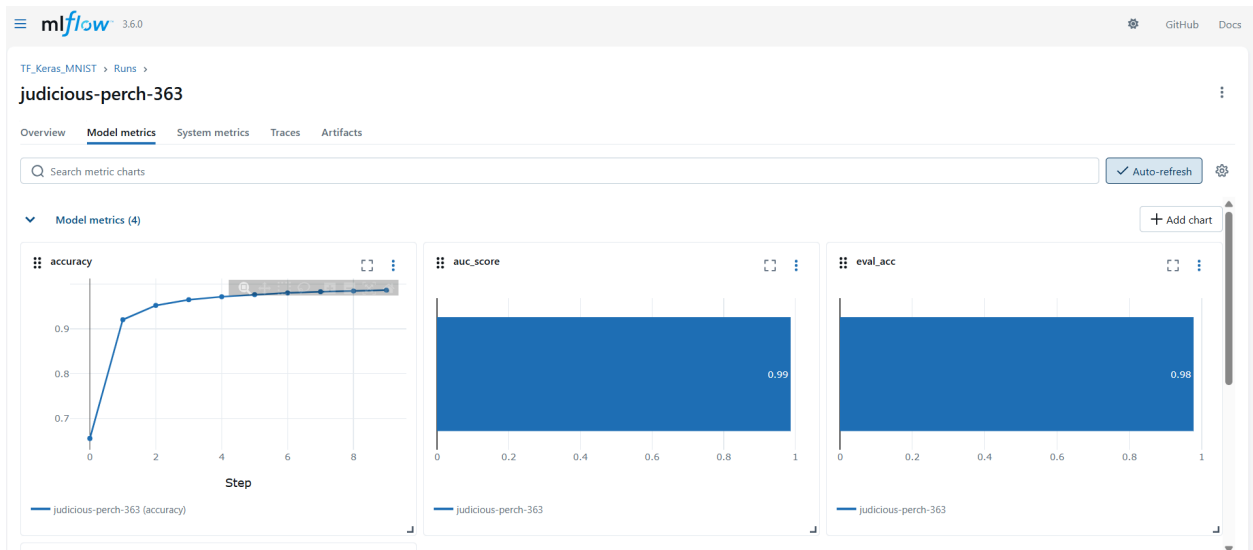 mlflow 3.6.0 GitHub Docs
TF_Keras_MNIST › Runs ›
judicious-perch-363
Overview Model metrics System metrics Traces Artifacts
Search metric charts Auto-refresh
Model metrics (4) Add chart
accuracy
0.9
0.8
0.7
0 2 4 6 8
Step
judicious-perch-363 (accuracy)
auc_score
0.99
0 0.2 0.4 0.6 0.8 1
judicious-perch-363
eval_acc
0.98
0 0.2 0.4 0.6 0.8 1
judicious-perch-363